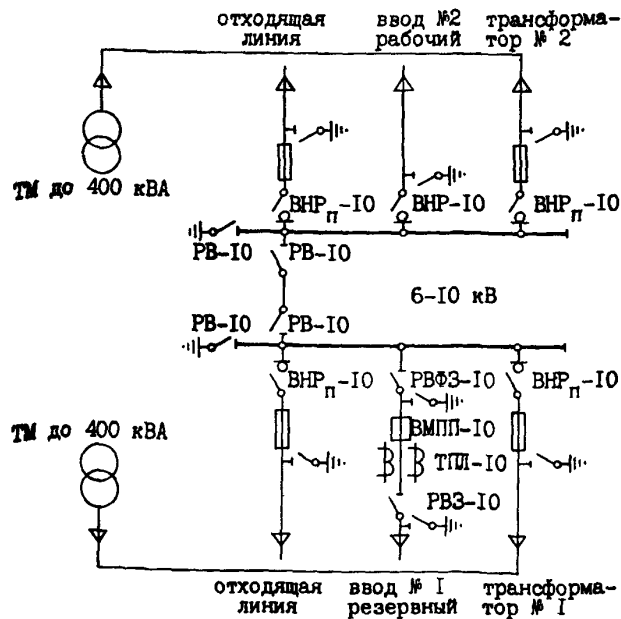 отходящая линия
ввод №2 рабочий
трансформа-
тор № 2
ТМ до 400 кВА
ВНРп-10
ВНР-10
ВНРп-10
РВ-10
РВ-10
6-10 кВ
РВ-10
РВ-10
ВНРп-10
РВФЗ-10
ВНРп-10
ТМ до 400 кВА
ВМПП-10
ТПЛ-10
РВЗ-10
отходящая линия
ввод № I резервный
трансформа-
тор № I